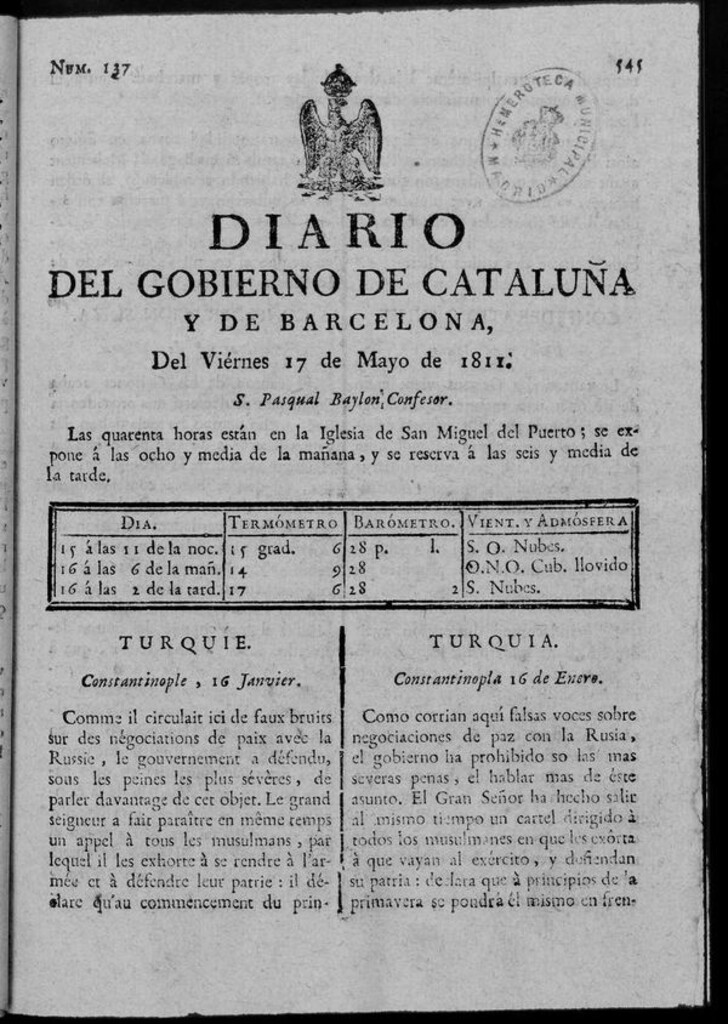 Num. 137
545
HEMEROTECA MUNICIPAL
MADRID
DIARIO
DEL GOBIERNO DE CATALUÑA
Y DE BARCELONA,
Del Viérnes 17 de Mayo de 1811.
S. Pasqual Baylon, Confesor.
Las quarenta horas están en la Iglesia de San Miguel del Puerto; se ex-
pone á las ocho y media de la mañana, y se reserva á las seis y media de
la tarde.
DIA. TERMÓMETRO BARÓMETRO. VIENT. Y ADMÓSFERA
15 á las 11 de la noc. 15 grad. 6 28 p. l. S. O. Nubes.
16 á las 6 de la mañ. 14 9 28 O.N.O. Cub. llovido
16 á las 2 de la tard. 17 6 28 2 S. Nubes.
TURQUIE.
Constantinople, 16 Janvier.
Comme il circulait ici de faux bruits
sur des négociations de paix avec la
Russie, le gouvernement a défendu,
sous les peines les plus sévères, de
parler davantage de cet objet. Le grand
seigneur a fait paraître en même temps
un appel à tous les musulmans, par
lequel il les exhorte à se rendre à l'ar-
mée et à défendre leur patrie: il dé-
clare qu'au commencement du prin-
TURQUIA.
Constantinopla 16 de Enero.
Como corrian aquí falsas voces sobre
negociaciones de paz con la Rusia,
el gobierno ha prohibido so las mas
severas penas, el hablar mas de éste
asunto. El Gran Señor ha hecho salir
al mismo tiempo un cartel dirigido à
todos los musulmanes en que les exôrta
à que vayan al exército, y defiendan
su patria: declara que à principios de la
primavera se pondrá él mismo en fren-